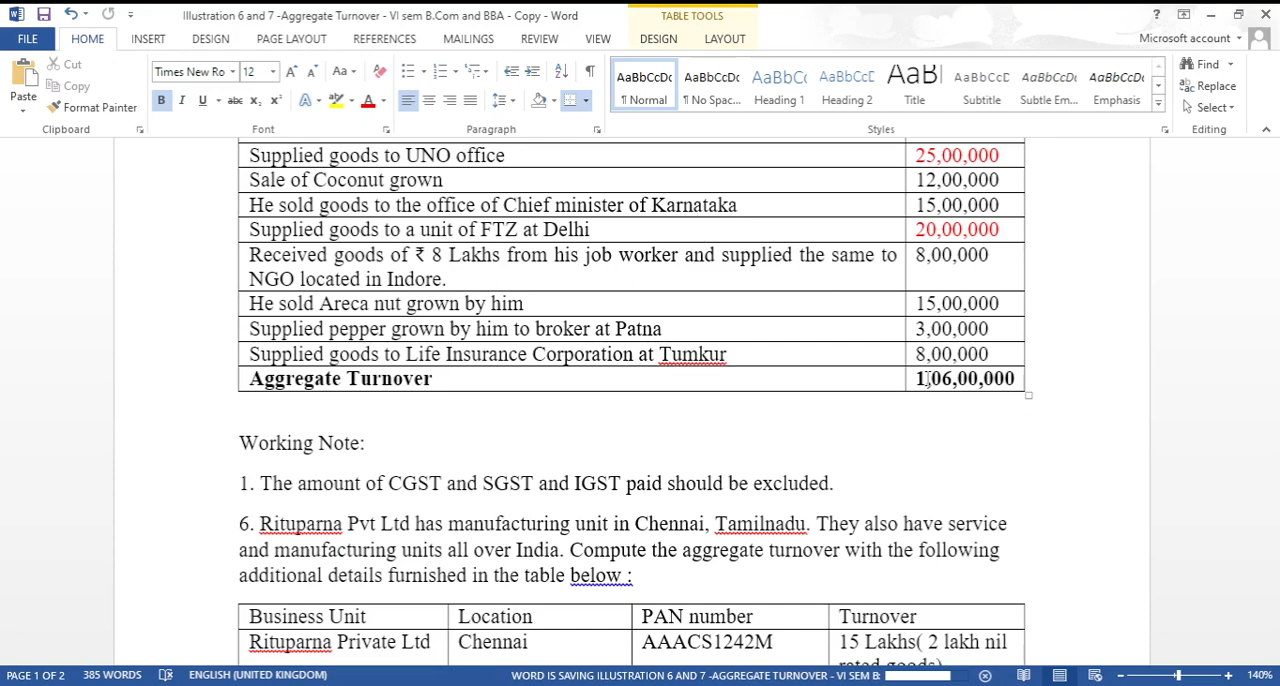 Illustration 6 and 7 -Aggregate Turnover - VI sem B.Com and BBA - Copy - Word
TABLE TOOLS
FILE HOME INSERT DESIGN PAGE LAYOUT REFERENCES MAILINGS REVIEW VIEW DESIGN LAYOUT Microsoft account
Paste
Cut
Copy
Format Painter
Clipboard
Times New Ro 12
Font
Paragraph
AaBbCcDc AaBbCcDc AaBbCc AaBbCcD AaBl AaBbCcD AaBbCcDc AaBbCcDc
¶ Normal ¶ No Spac... Heading 1 Heading 2 Title Subtitle Subtle Em... Emphasis
Styles
Find
Replace
Select
Editing
Supplied goods to UNO office 25,00,000
Sale of Coconut grown 12,00,000
He sold goods to the office of Chief minister of Karnataka 15,00,000
Supplied goods to a unit of FTZ at Delhi 20,00,000
Received goods of ₹ 8 Lakhs from his job worker and supplied the same to 8,00,000
NGO located in Indore.
He sold Areca nut grown by him 15,00,000
Supplied pepper grown by him to broker at Patna 3,00,000
Supplied goods to Life Insurance Corporation at Tumkur 8,00,000
Aggregate Turnover 1,06,00,000
Working Note:
1. The amount of CGST and SGST and IGST paid should be excluded.
6. Rituparna Pvt Ltd has manufacturing unit in Chennai, Tamilnadu. They also have service
and manufacturing units all over India. Compute the aggregate turnover with the following
additional details furnished in the table below :
Business Unit Location PAN number Turnover
Rituparna Private Ltd Chennai AAACS1242M 15 Lakhs( 2 lakh nil
rated goods)
PAGE 1 OF 2 385 WORDS ENGLISH (UNITED KINGDOM) WORD IS SAVING ILLUSTRATION 6 AND 7 -AGGREGATE TURNOVER - VI SEM B: 140%